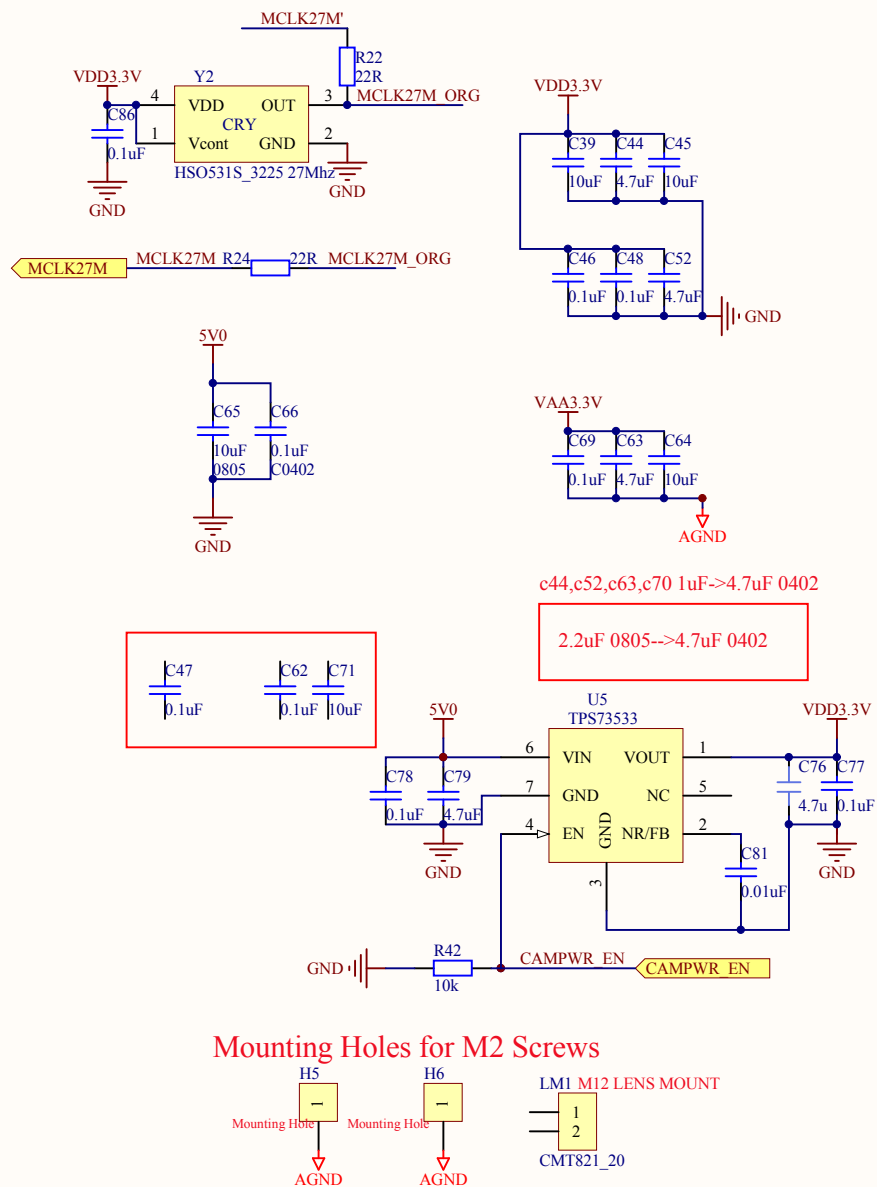 MCLK27M'
R22
22R
VDD3.3V
Y2
C86
0.1uF
4 VDD OUT 3
MCLK27M_ORG
CRY
1 Vcont GND 2
HSO531S_3225 27Mhz
GND
GND
VDD3.3V
C39 C44 C45
10uF 4.7uF 10uF
C46 C48 C52
0.1uF 0.1uF 4.7uF
GND
MCLK27M
MCLK27M R24 22R MCLK27M_ORG
5V0
C65 C66
10uF 0.1uF
0805 C0402
GND
VAA3.3V
C69 C63 C64
0.1uF 4.7uF 10uF
AGND
c44,c52,c63,c70 1uF->4.7uF 0402
2.2uF 0805-->4.7uF 0402
C47 C62 C71
0.1uF 0.1uF 10uF
U5
TPS73533
5V0
VDD3.3V
6 VIN VOUT 1
C78 C79
0.1uF 4.7uF
7 GND NC 5
4 EN GND NR/FB 2
3
C76 C77
4.7u 0.1uF
GND
GND
C81
0.01uF
GND
R42
10k
CAMPWR_EN
CAMPWR_EN
Mounting Holes for M2 Screws
H5
1
Mounting Hole
AGND
H6
1
Mounting Hole
AGND
LM1 M12 LENS MOUNT
1
2
CMT821_20